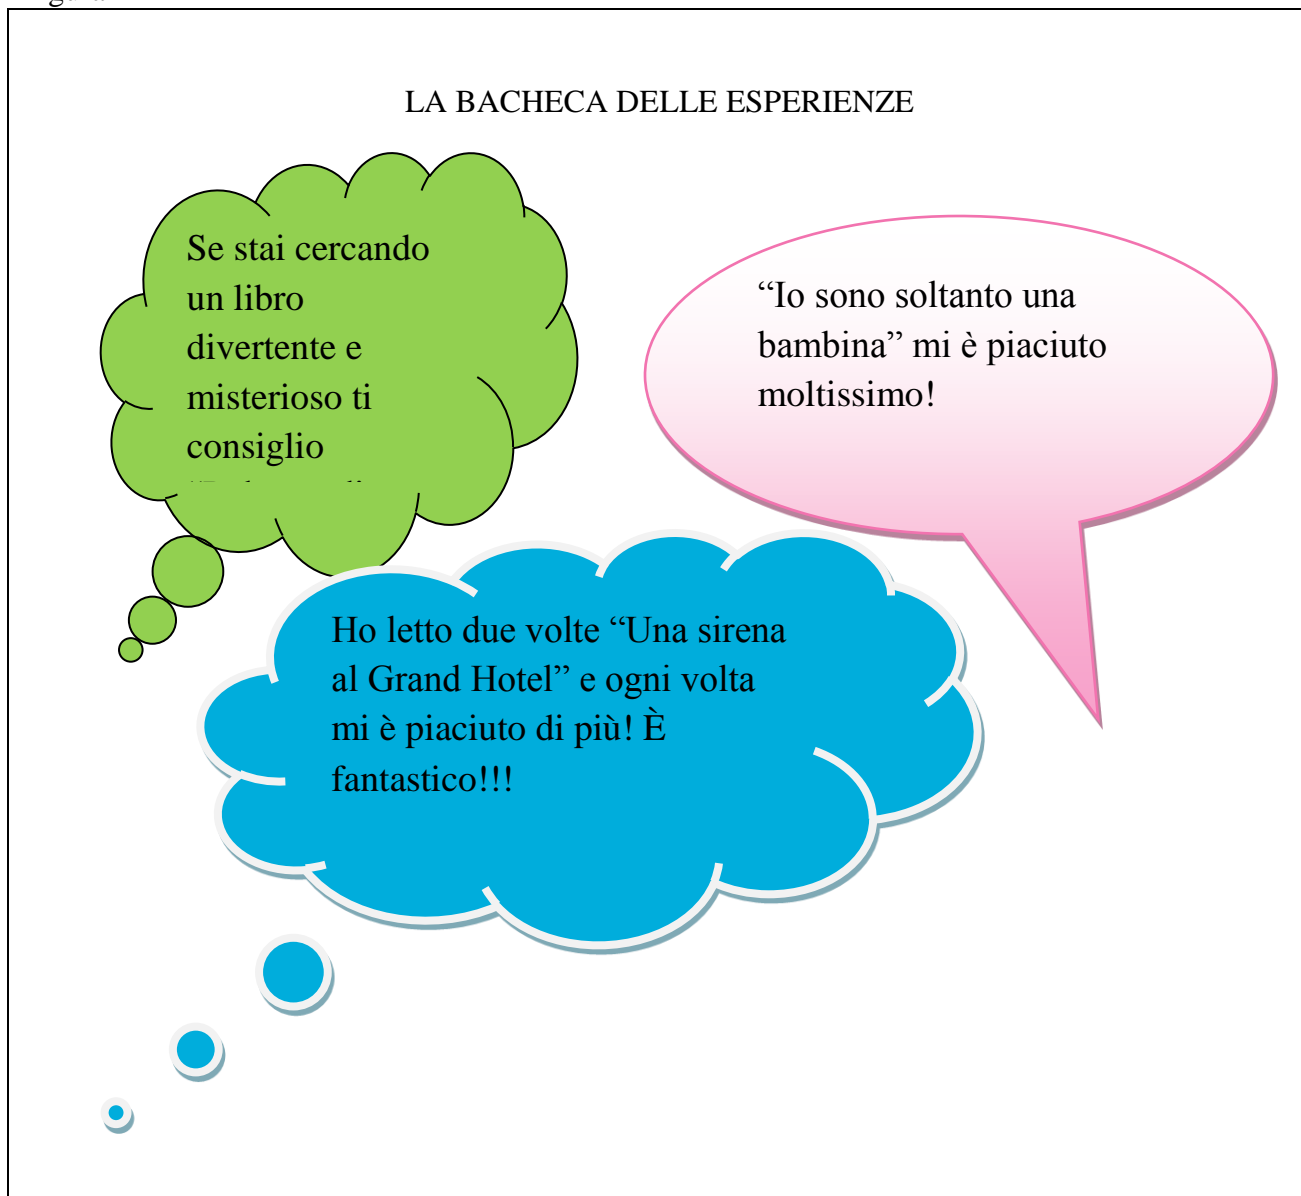 LA BACHECA DELLE ESPERIENZE
Se stai cercando
un libro
divertente e
misterioso ti
consiglio
“Io sono soltanto una
bambina” mi è piaciuto
moltissimo!
Ho letto due volte “Una sirena
al Grand Hotel” e ogni volta
mi è piaciuto di più! È
fantastico!!!